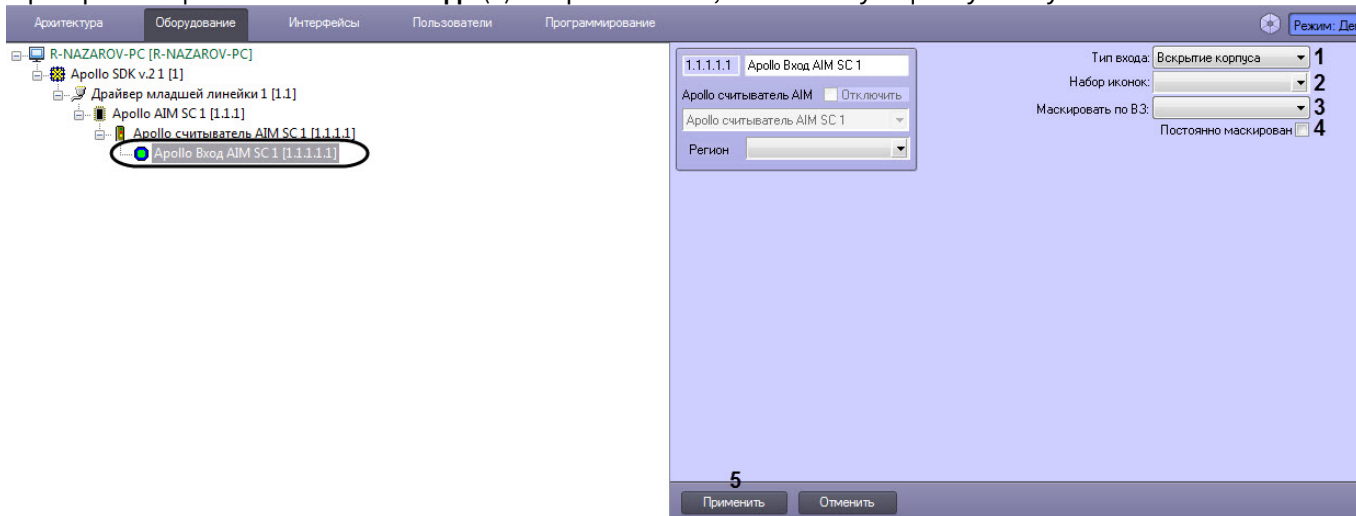 Архитектура Оборудование Интерфейсы Пользователи Программирование Режим:
R-NAZAROV-PC [R-NAZAROV-PC]
Apollo SDK v.2 1 [1]
Драйвер младшей линейки 1 [1.1]
Apollo AIM SC 1 [1.1.1]
Apollo считыватель AIM SC 1 [1.1.1.1]
Apollo Вход AIM SC 1 [1.1.1.1.1]
1.1.1.1.1 Apollo Вход AIM SC 1
Apollo считыватель AIM Отключить
Apollo считыватель AIM SC 1
Регион
Тип входа: Вскрытие корпуса 1
Набор иконок: 2
Маскировать по ВЗ: 3
Постоянно маскирован 4
5
Применить Отменить